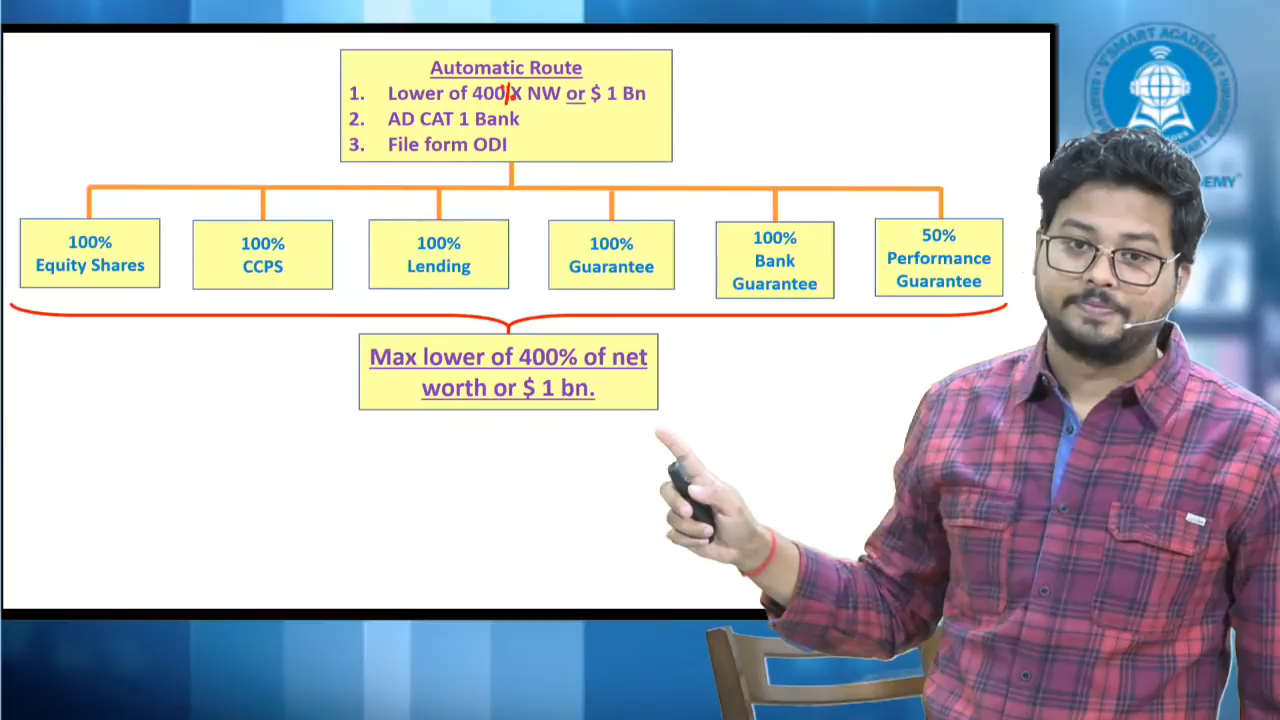 Automatic Route
1. Lower of 400%X NW or $ 1 Bn
2. AD CAT 1 Bank
3. File form ODI
100%
Equity Shares
100%
CCPS
100%
Lending
100%
Guarantee
100%
Bank
Guarantee
50%
Performance
Guarantee
Max lower of 400% of net
worth or $ 1 bn.
V'SMART ACADEMY